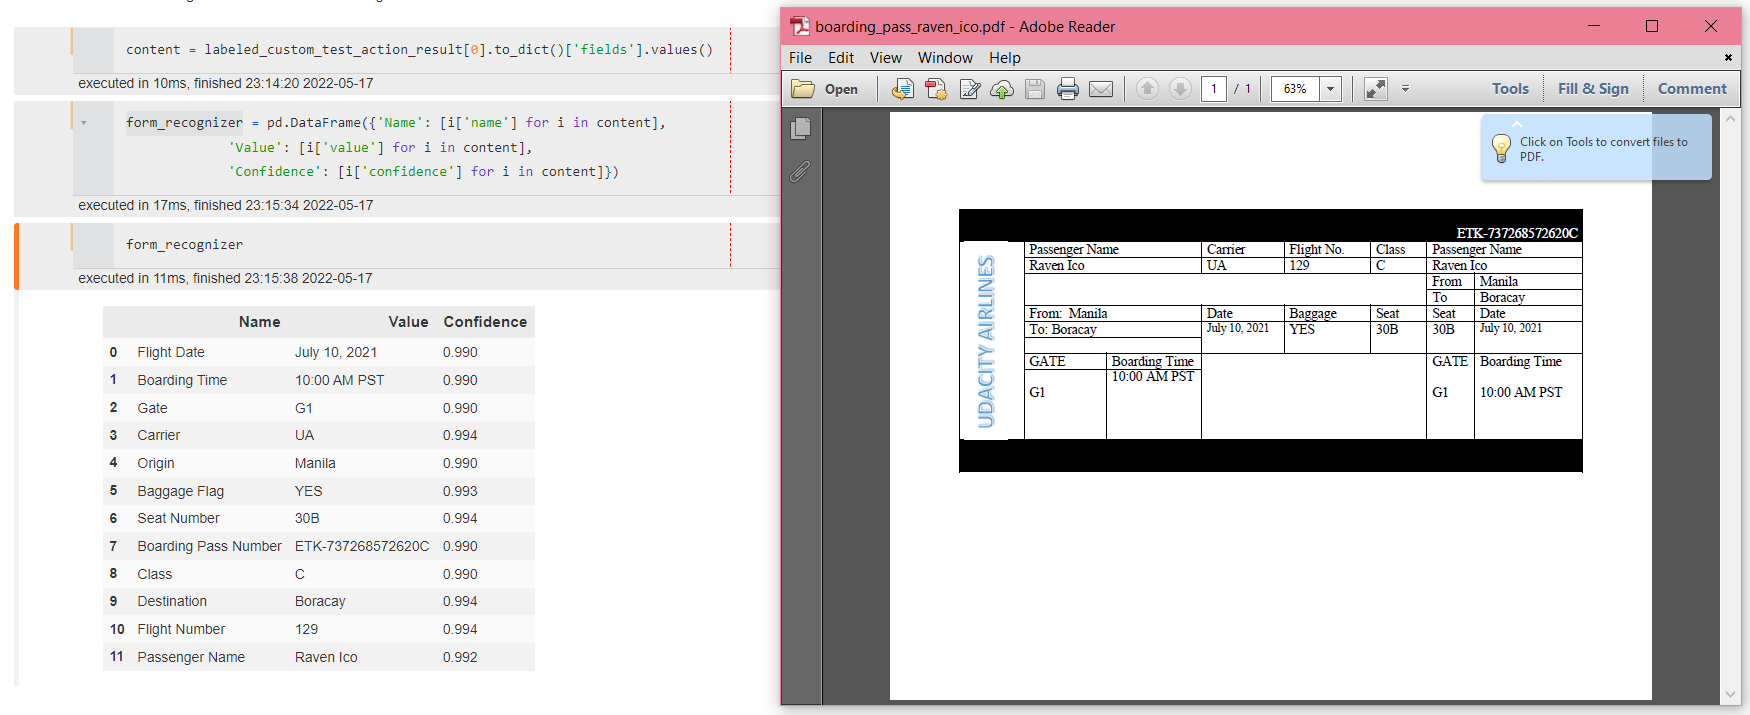 content = labeled_custom_test_action_result[0].to_dict()['fields'].values()
executed in 10ms, finished 23:14:20 2022-05-17
form_recognizer = pd.DataFrame({'Name': [i['name'] for i in content],
'Value': [i['value'] for i in content],
'Confidence': [i['confidence'] for i in content]})
executed in 17ms, finished 23:15:34 2022-05-17
form_recognizer
executed in 11ms, finished 23:15:38 2022-05-17
Name Value Confidence
0 Flight Date July 10, 2021 0.990
1 Boarding Time 10:00 AM PST 0.990
2 Gate G1 0.990
3 Carrier UA 0.994
4 Origin Manila 0.990
5 Baggage Flag YES 0.993
6 Seat Number 30B 0.994
7 Boarding Pass Number ETK-737268572620C 0.990
8 Class C 0.990
9 Destination Boracay 0.994
10 Flight Number 129 0.994
11 Passenger Name Raven Ico 0.992
boarding_pass_raven_ico.pdf - Adobe Reader
File Edit View Window Help
Open 1 / 1 63% Tools Fill & Sign Comment
Click on Tools to convert files to
PDF.
ETK-737268572620C
UDACITY AIRLINES
Passenger Name Carrier Flight No. Class Passenger Name
Raven Ico UA 129 C Raven Ico
From Manila
To Boracay
From: Manila Date Baggage Seat Seat Date
To: Boracay July 10, 2021 YES 30B 30B July 10, 2021
GATE Boarding Time GATE Boarding Time
10:00 AM PST
G1 G1 10:00 AM PST